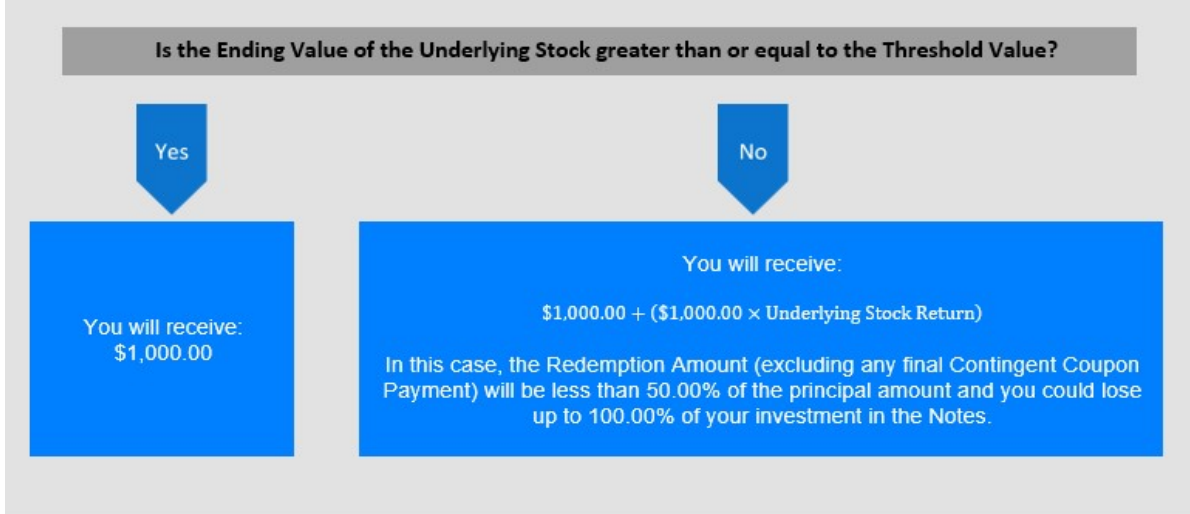 Is the Ending Value of the Underlying Stock greater than or equal to the Threshold Value?
Yes
No
You will receive:
$1,000.00
You will receive:
$1,000.00 + ($1,000.00 × Underlying Stock Return)
In this case, the Redemption Amount (excluding any final Contingent Coupon
Payment) will be less than 50.00% of the principal amount and you could lose
up to 100.00% of your investment in the Notes.